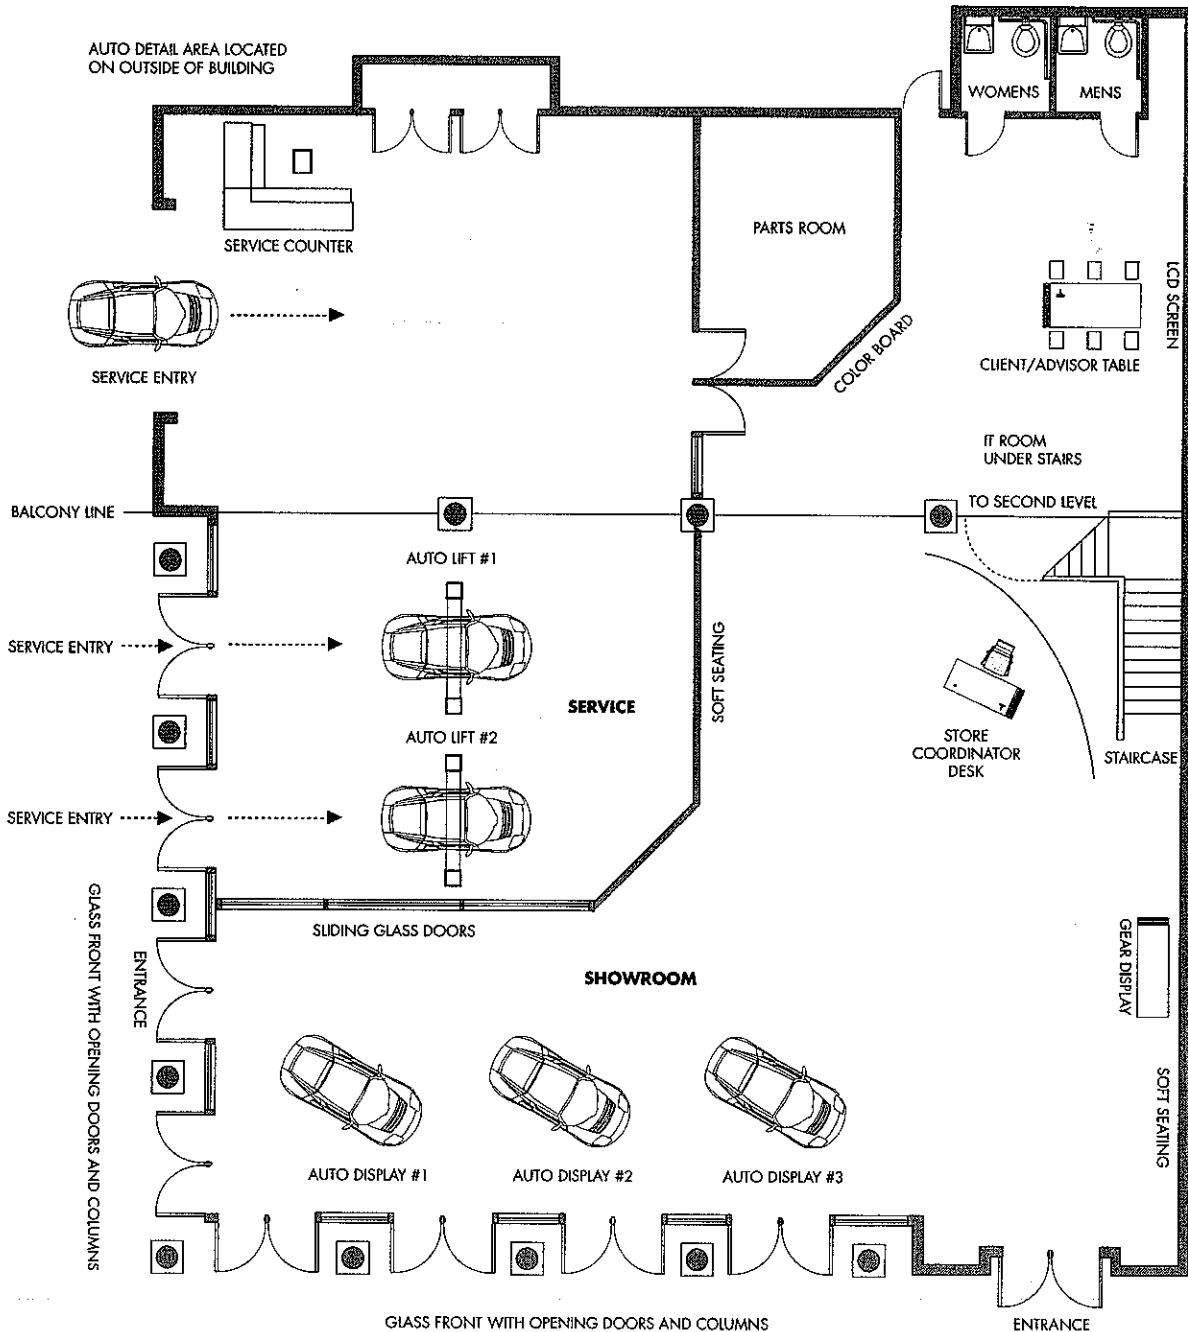 AUTO DETAIL AREA LOCATED
ON OUTSIDE OF BUILDING
WOMENS
MENS
SERVICE COUNTER
PARTS ROOM
LCD SCREEN
COLOR BOARD
CLIENT/ADVISOR TABLE
SERVICE ENTRY
IT ROOM
UNDER STAIRS
BALCONY LINE
TO SECOND LEVEL
AUTO LIFT #1
SERVICE ENTRY
SOFT SEATING
SERVICE
AUTO LIFT #2
STORE
COORDINATOR
DESK
STAIRCASE
SERVICE ENTRY
GLASS FRONT WITH OPENING DOORS AND COLUMNS
SLIDING GLASS DOORS
ENTRANCE
SHOWROOM
GEAR DISPLAY
SOFT SEATING
AUTO DISPLAY #1
AUTO DISPLAY #2
AUTO DISPLAY #3
GLASS FRONT WITH OPENING DOORS AND COLUMNS
ENTRANCE